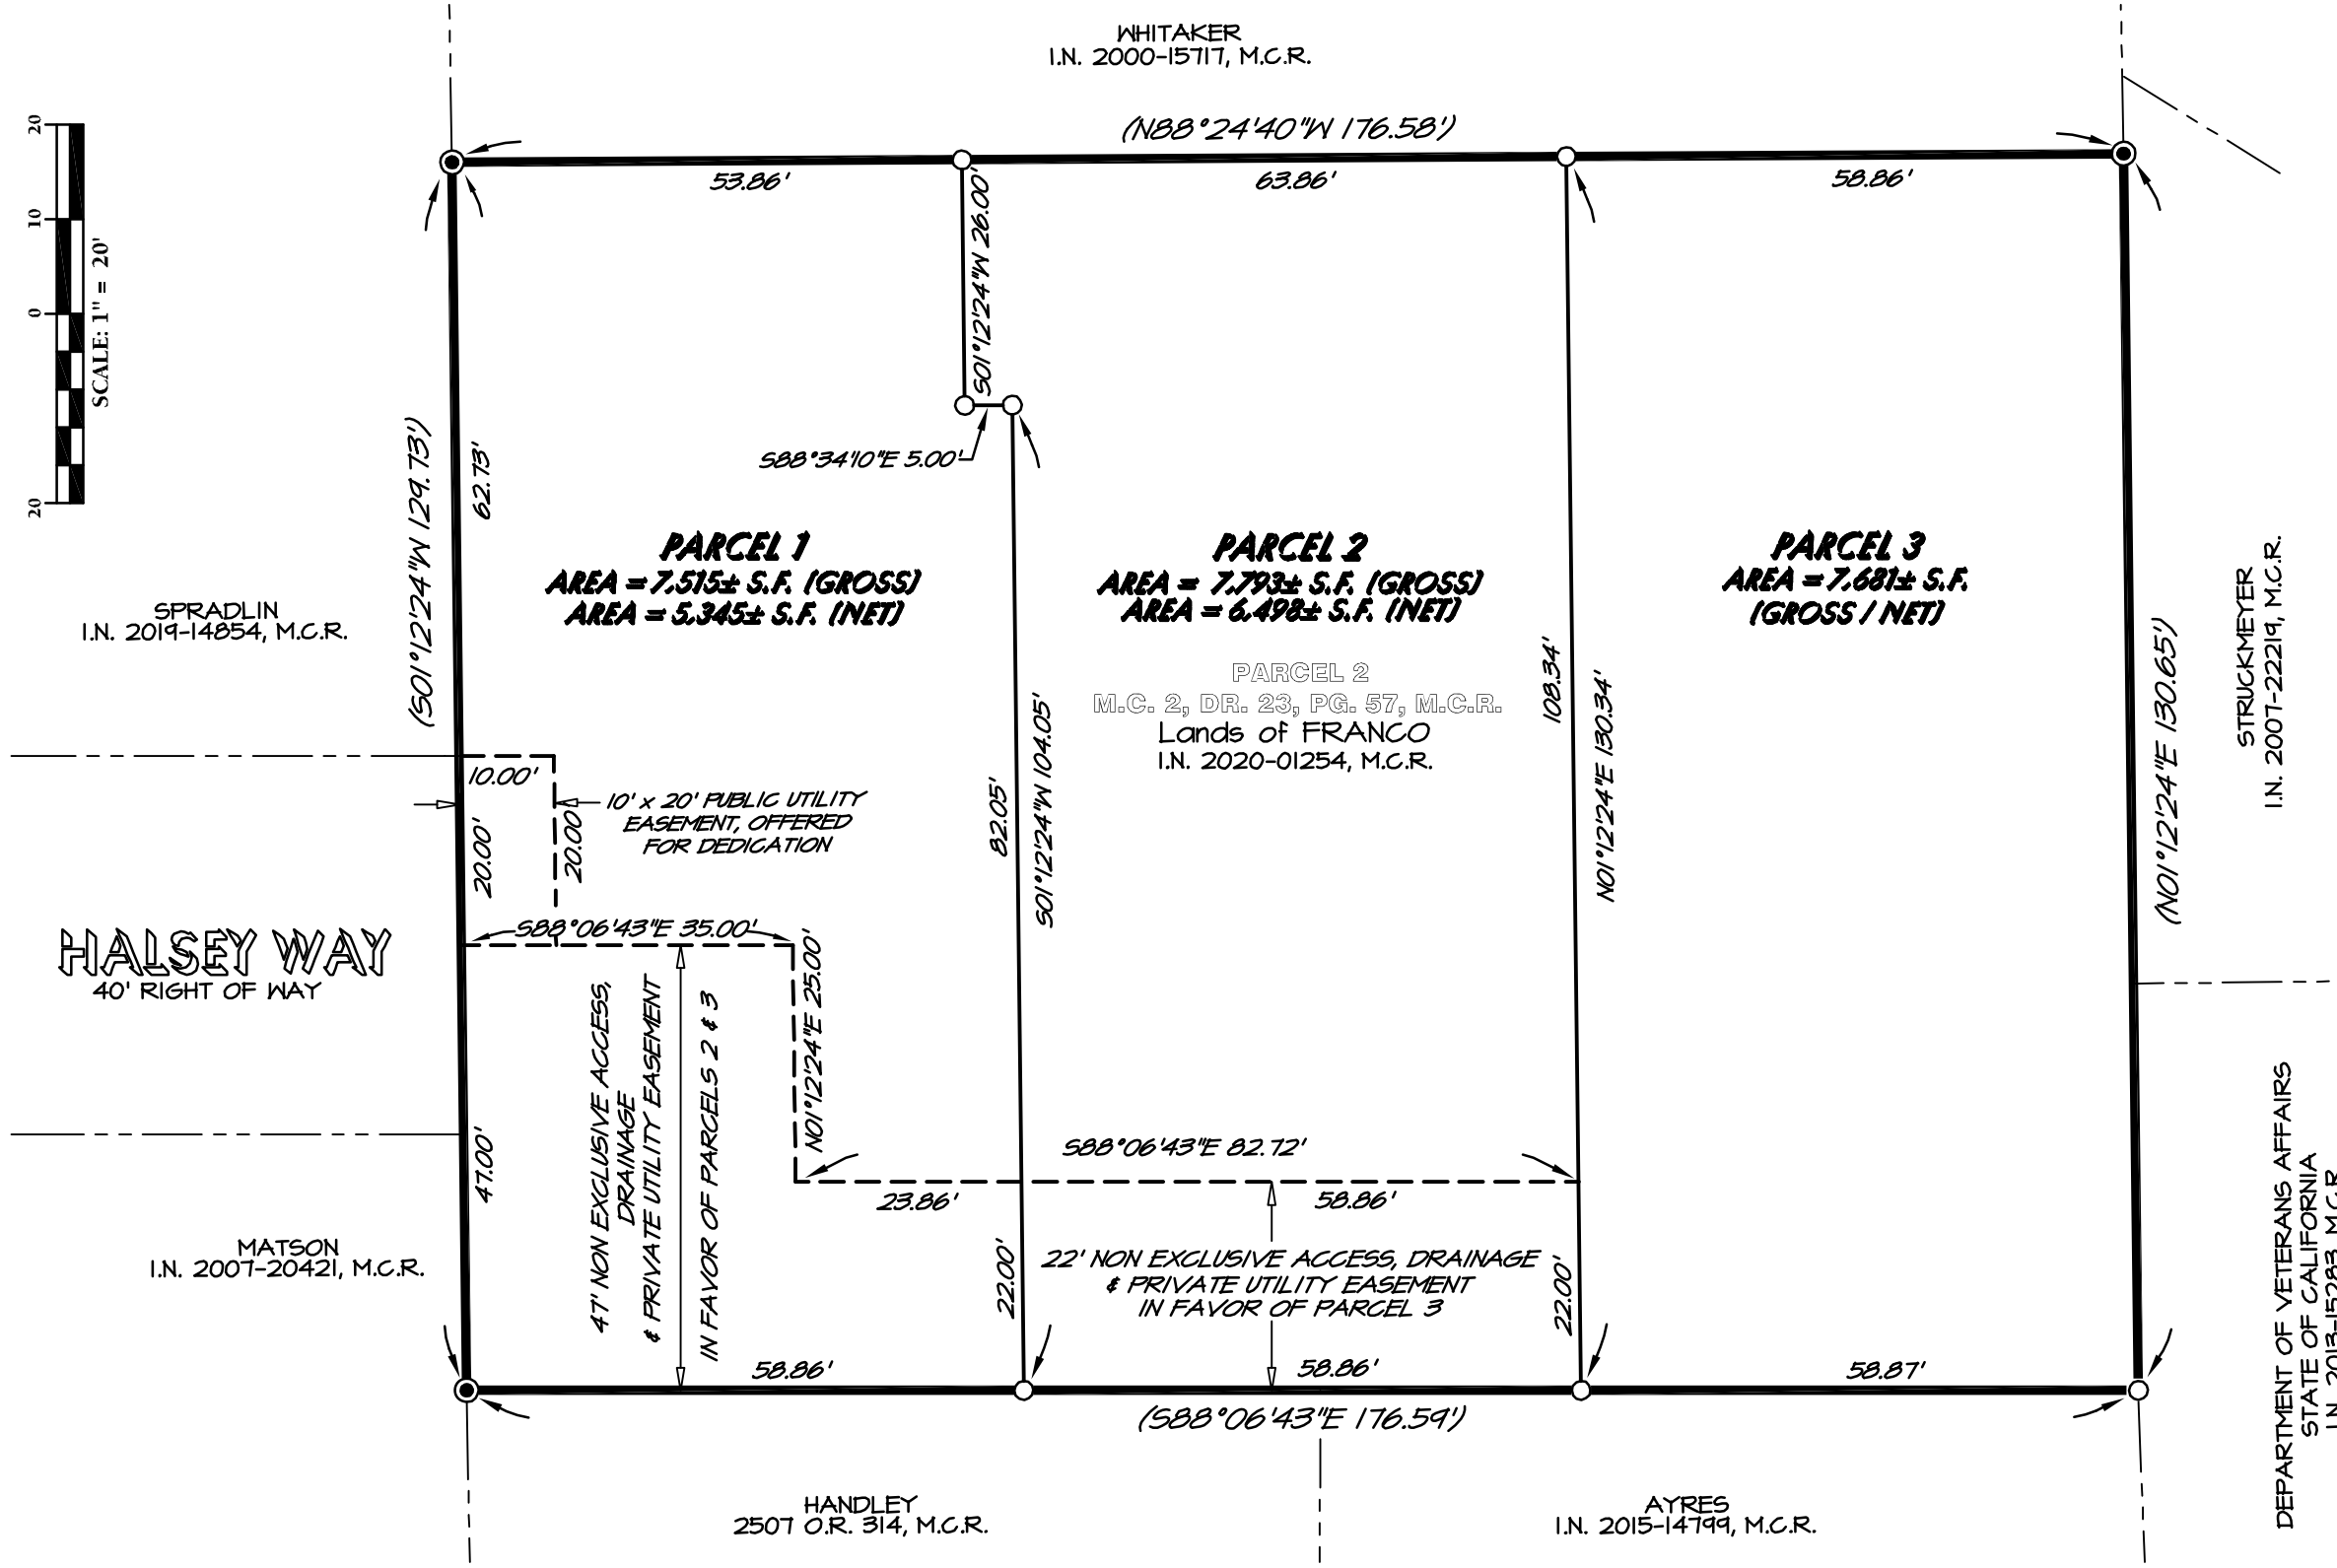 WHITAKER
I.N. 2000-15717, M.C.R.
(N88°24'40"W 176.58')
53.86'
63.86'
58.86'
20
10
0
20
SCALE: 1" = 20'
S01°12'24"W 26.00'
S88°34'10"E 5.00'
(S01°12'24"W 129.73')
62.73'
PARCEL 1
AREA = 7,515± S.F. (GROSS)
AREA = 5,345± S.F. (NET)
PARCEL 2
AREA = 7,793± S.F. (GROSS)
AREA = 6,498± S.F. (NET)
PARCEL 3
AREA = 7,681± S.F.
(GROSS / NET)
PARCEL 2
M.C. 2, DR. 23, PG. 57, M.C.R.
Lands of FRANCO
I.N. 2020-01254, M.C.R.
SPRADLIN
I.N. 2019-14854, M.C.R.
STRUCKMEYER
I.N. 2007-22219, M.C.R.
108.34'
N01°12'24"E 130.34'
(N01°12'24"E 130.65')
82.05'
S01°12'24"W 104.05'
10.00'
20.00'
20.00'
10' x 20' PUBLIC UTILITY
EASEMENT, OFFERED
FOR DEDICATION
HALSEY WAY
40' RIGHT OF WAY
S88°06'43"E 35.00'
N01°12'24"E 25.00'
47' NON EXCLUSIVE ACCESS,
DRAINAGE
& PRIVATE UTILITY EASEMENT
IN FAVOR OF PARCELS 2 & 3
47.00'
S88°06'43"E 82.72'
23.86'
58.86'
22.00'
22' NON EXCLUSIVE ACCESS, DRAINAGE
& PRIVATE UTILITY EASEMENT
IN FAVOR OF PARCEL 3
22.00'
MATSON
I.N. 2007-20421, M.C.R.
58.86'
58.86'
58.87'
(S88°06'43"E 176.59')
DEPARTMENT OF VETERANS AFFAIRS
STATE OF CALIFORNIA
I.N. 2013-15283, M.C.R.
HANDLEY
2507 O.R. 314, M.C.R.
AYRES
I.N. 2015-14799, M.C.R.